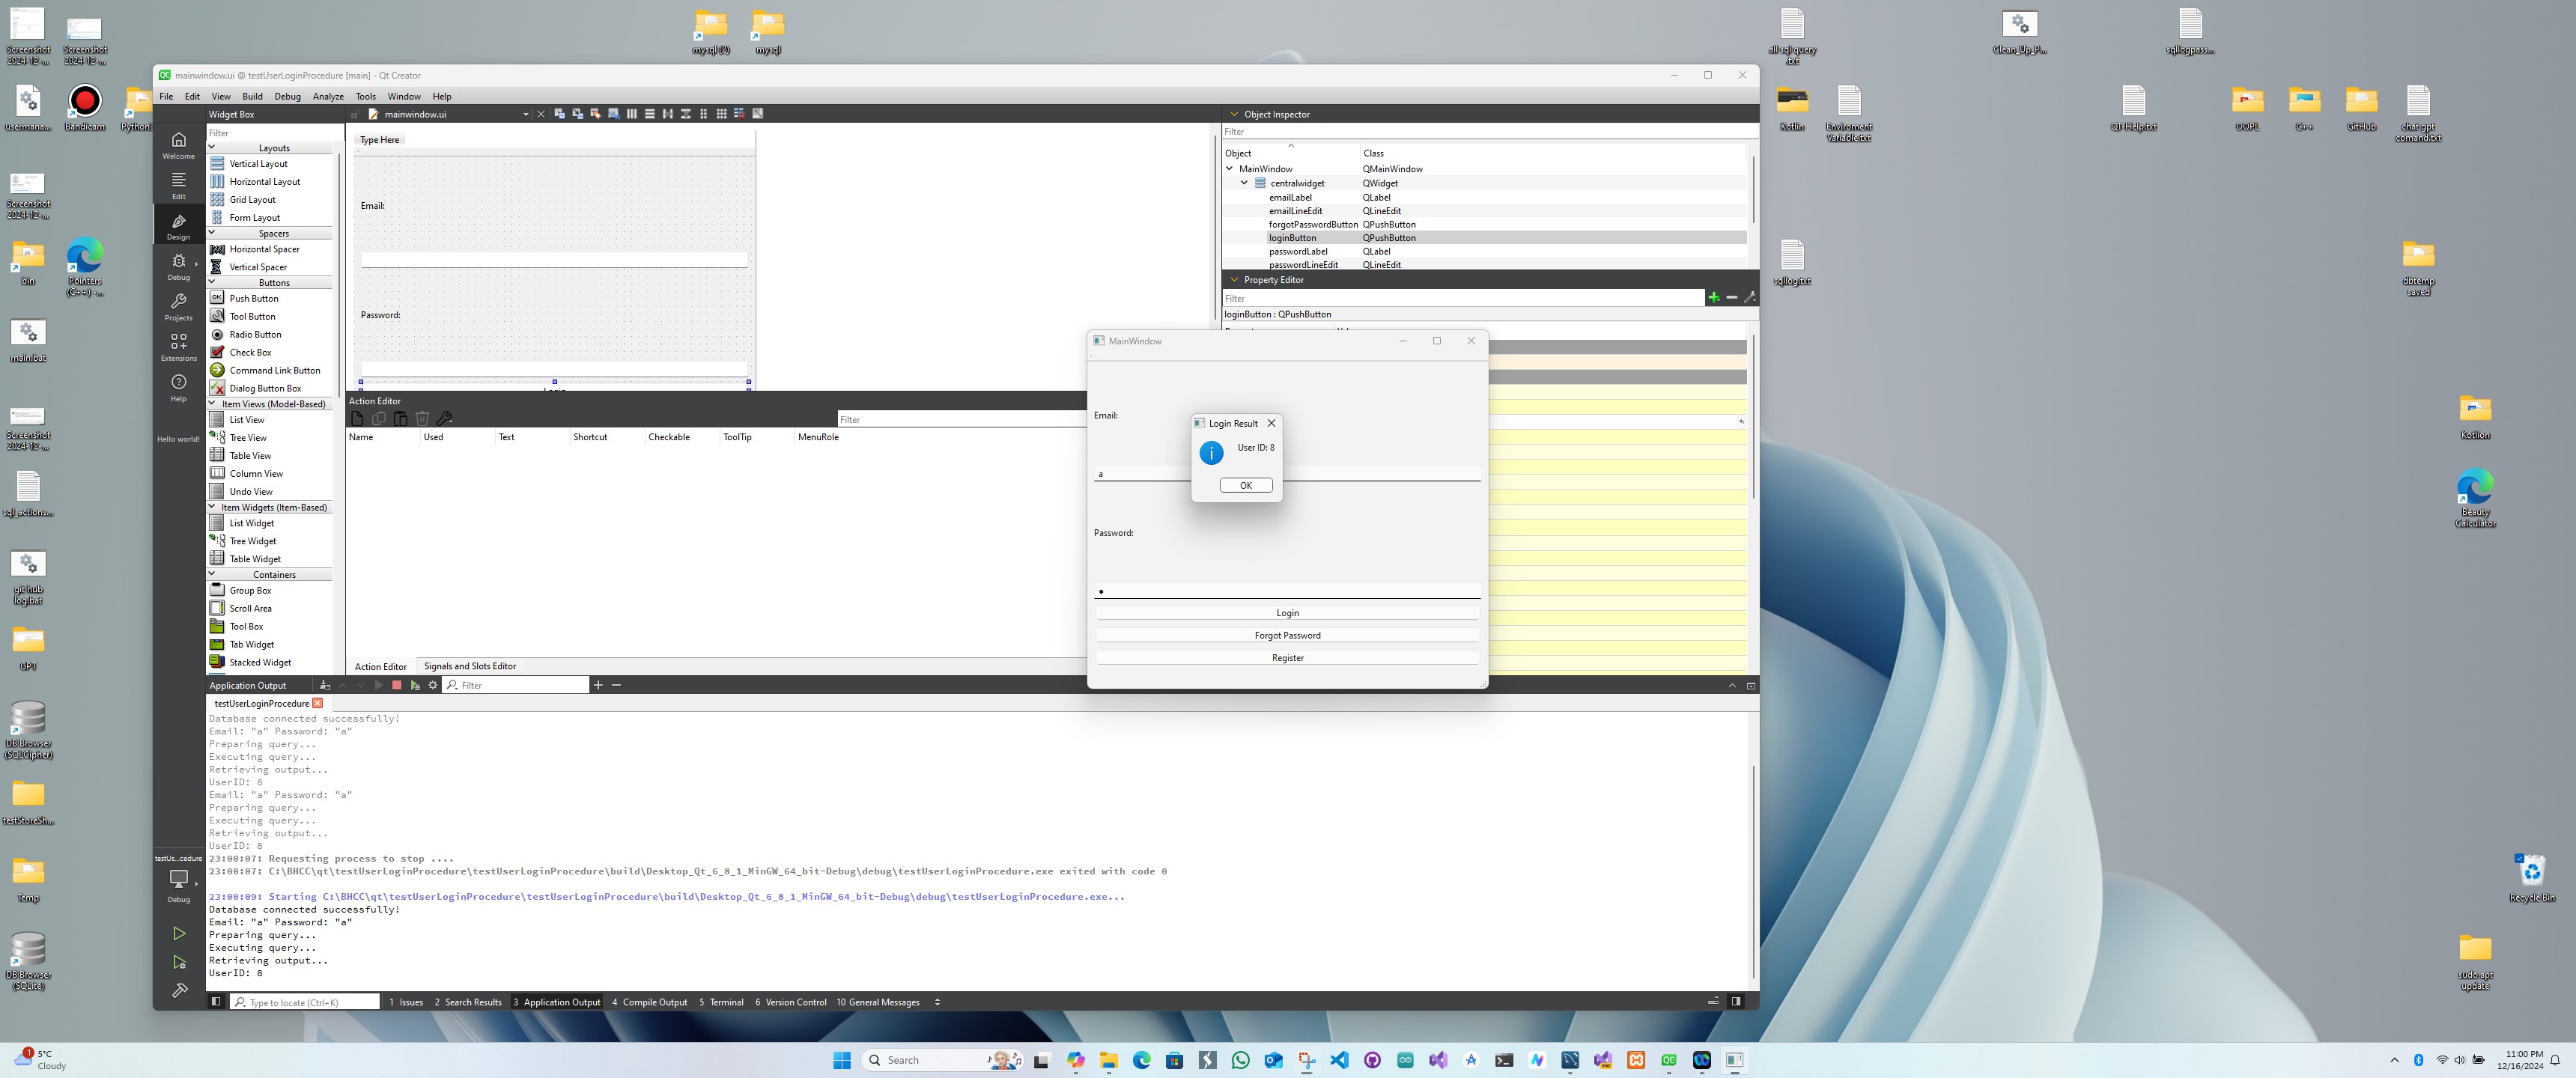 Screenshot
2024-12-...
Screenshot
2024-12-...
mysql (2)
mysql
all sql query
.txt
Clean_Up_P...
sqllogpass...
mainwindow.ui @ testUserLoginProcedure [main] - Qt Creator
File Edit View Build Debug Analyze Tools Window Help
usermana...
Bandicam
Kotlin
Enviroment
Variable.txt
QT-Help.txt
OOPL
C++
GitHub
chat gpt
comand.txt
Widget Box
Filter
Layouts
Vertical Layout
Horizontal Layout
Grid Layout
Form Layout
Spacers
Horizontal Spacer
Vertical Spacer
Buttons
Push Button
Tool Button
Radio Button
Check Box
Command Link Button
Dialog Button Box
Item Views (Model-Based)
List View
Tree View
Table View
Column View
Undo View
Item Widgets (Item-Based)
List Widget
Tree Widget
Table Widget
Containers
Group Box
Scroll Area
Tool Box
Tab Widget
Stacked Widget
Welcome
Edit
Design
Debug
Projects
Extensions
Help
Hello world!
testUs...cedure
Debug
mainwindow.ui
Type Here
Email:
Password:
Object Inspector
Filter
Object Class
MainWindow QMainWindow
centralwidget QWidget
emailLabel QLabel
emailLineEdit QLineEdit
forgotPasswordButton QPushButton
loginButton QPushButton
passwordLabel QLabel
passwordLineEdit QLineEdit
Property Editor
Filter
loginButton : QPushButton
Action Editor
Filter
Name Used Text Shortcut Checkable ToolTip MenuRole
Action Editor Signals and Slots Editor
MainWindow
Email:
a
Password:
Login
Forgot Password
Register
Login Result
User ID: 8
OK
Application Output
Filter
testUserLoginProcedure
Database connected successfully!
Email: "a" Password: "a"
Preparing query...
Executing query...
Retrieving output...
UserID: 8
Email: "a" Password: "a"
Preparing query...
Executing query...
Retrieving output...
UserID: 8
23:00:07: Requesting process to stop ....
23:00:07: C:\BHCC\qt\testUserLoginProcedure\testUserLoginProcedure\build\Desktop_Qt_6_8_1_MinGW_64_bit-Debug\debug\testUserLoginProcedure.exe exited with code 0
23:00:09: Starting C:\BHCC\qt\testUserLoginProcedure\testUserLoginProcedure\build\Desktop_Qt_6_8_1_MinGW_64_bit-Debug\debug\testUserLoginProcedure.exe...
Database connected successfully!
Email: "a" Password: "a"
Preparing query...
Executing query...
Retrieving output...
UserID: 8
Type to locate (Ctrl+K) 1 Issues 2 Search Results 3 Application Output 4 Compile Output 5 Terminal 6 Version Control 10 General Messages
Screenshot
2024-12-...
bin
Pointers
(C++) -...
main.bat
Screenshot
2024-12-...
sql_actions...
git hub
log.bat
GPT
DB Browser
(SQLCipher)
testStoreSh...
Temp
DB Browser
(SQLite)
sqllog.txt
dbtemp
saved
Kotlion
Beauty
Calculator
Recycle Bin
sudo apt
update
5°C
Cloudy
Search
11:00 PM
12/16/2024